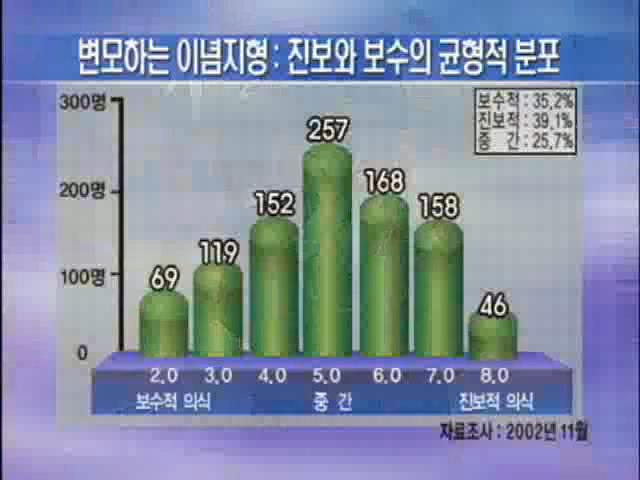 변모하는 이념지형 : 진보와 보수의 균형적 분포
보수적 : 35.2%
진보적 : 39.1%
중 간 : 25.7%
300명
200명
100명
0
69
119
152
257
168
158
46
2.0 3.0 4.0 5.0 6.0 7.0 8.0
보수적 의식 중 간 진보적 의식
자료조사 : 2002년 11월